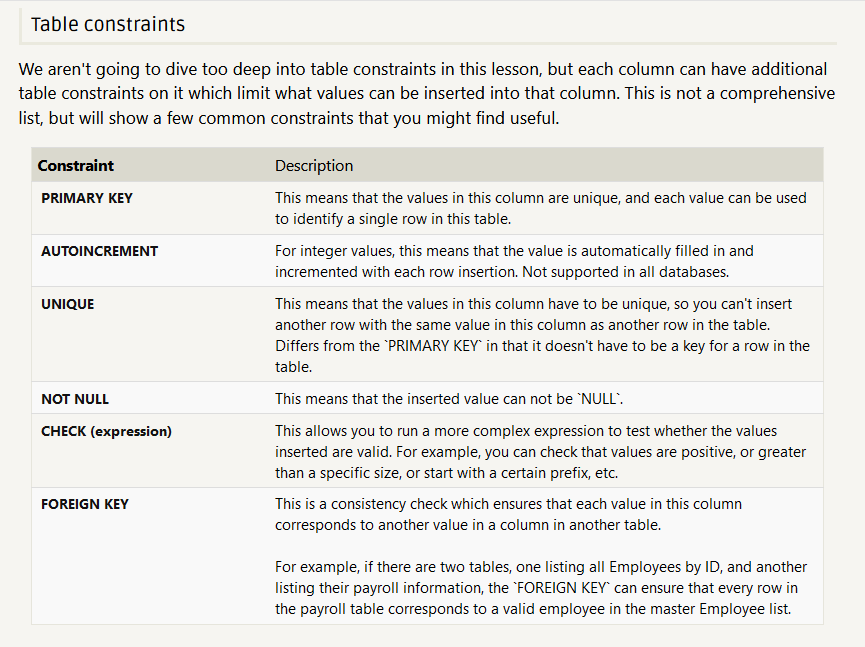 Table constraints
We aren't going to dive too deep into table constraints in this lesson, but each column can have additional
table constraints on it which limit what values can be inserted into that column. This is not a comprehensive
list, but will show a few common constraints that you might find useful.
Constraint Description
PRIMARY KEY This means that the values in this column are unique, and each value can be used
to identify a single row in this table.
AUTOINCREMENT For integer values, this means that the value is automatically filled in and
incremented with each row insertion. Not supported in all databases.
UNIQUE This means that the values in this column have to be unique, so you can't insert
another row with the same value in this column as another row in the table.
Differs from the `PRIMARY KEY` in that it doesn't have to be a key for a row in the
table.
NOT NULL This means that the inserted value can not be `NULL`.
CHECK (expression) This allows you to run a more complex expression to test whether the values
inserted are valid. For example, you can check that values are positive, or greater
than a specific size, or start with a certain prefix, etc.
FOREIGN KEY This is a consistency check which ensures that each value in this column
corresponds to another value in a column in another table.
For example, if there are two tables, one listing all Employees by ID, and another
listing their payroll information, the `FOREIGN KEY` can ensure that every row in
the payroll table corresponds to a valid employee in the master Employee list.